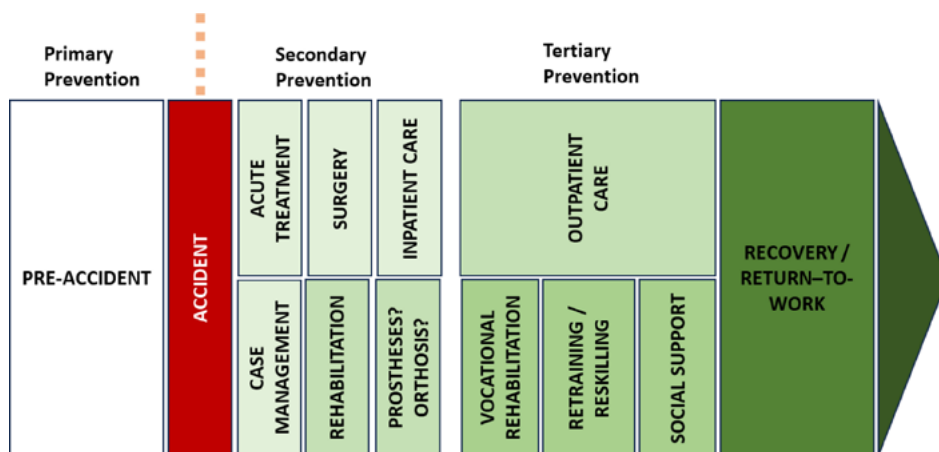 Primary
Prevention
Secondary
Prevention
Tertiary
Prevention
PRE-ACCIDENT
ACCIDENT
ACUTE
TREATMENT
SURGERY
INPATIENT CARE
CASE
MANAGEMENT
REHABILITATION
PROSTHESES?
ORTHOSIS?
OUTPATIENT
CARE
VOCATIONAL
REHABILITATION
RETRAINING /
RESKILLING
SOCIAL SUPPORT
RECOVERY /
RETURN–TO-
WORK